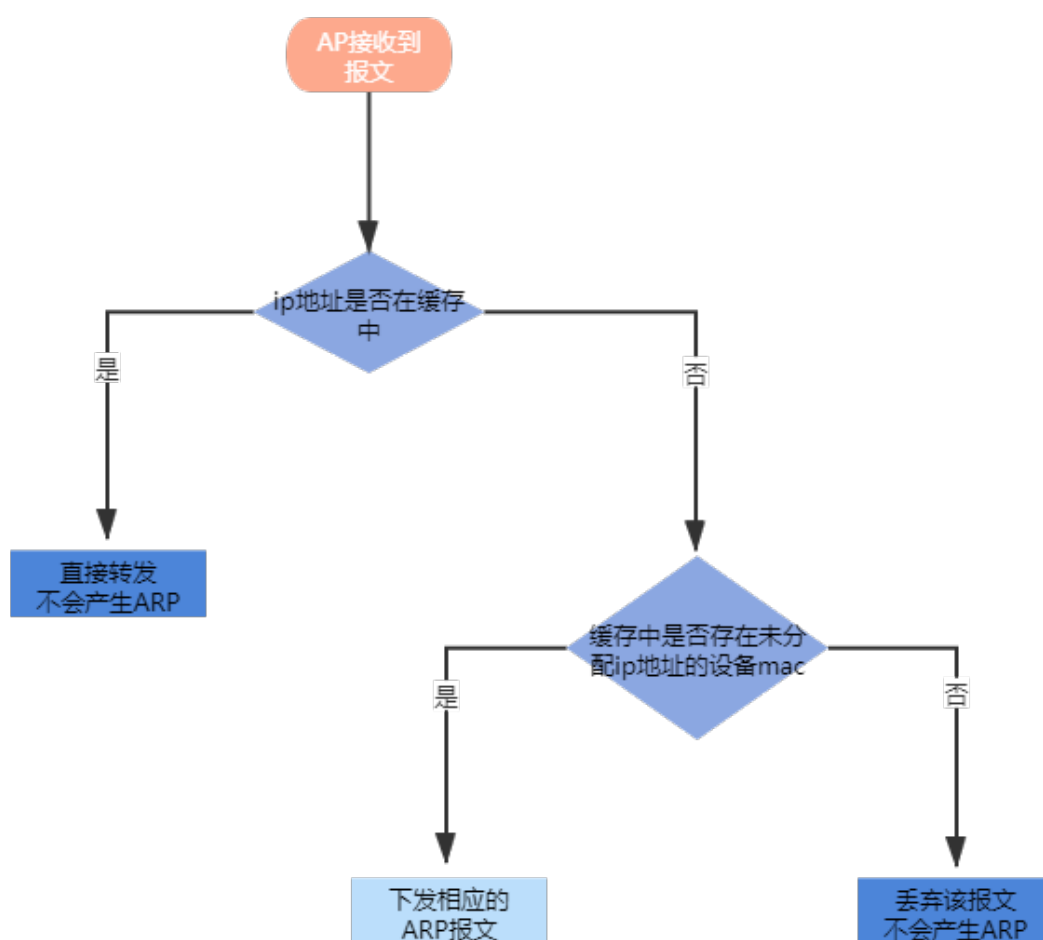 AP接收到
报文
ip地址是否在缓存
中
是
否
直接转发
不会产生ARP
缓存中是否存在未分
配ip地址的设备mac
是
否
下发相应的
ARP报文
丢弃该报文
不会产生ARP